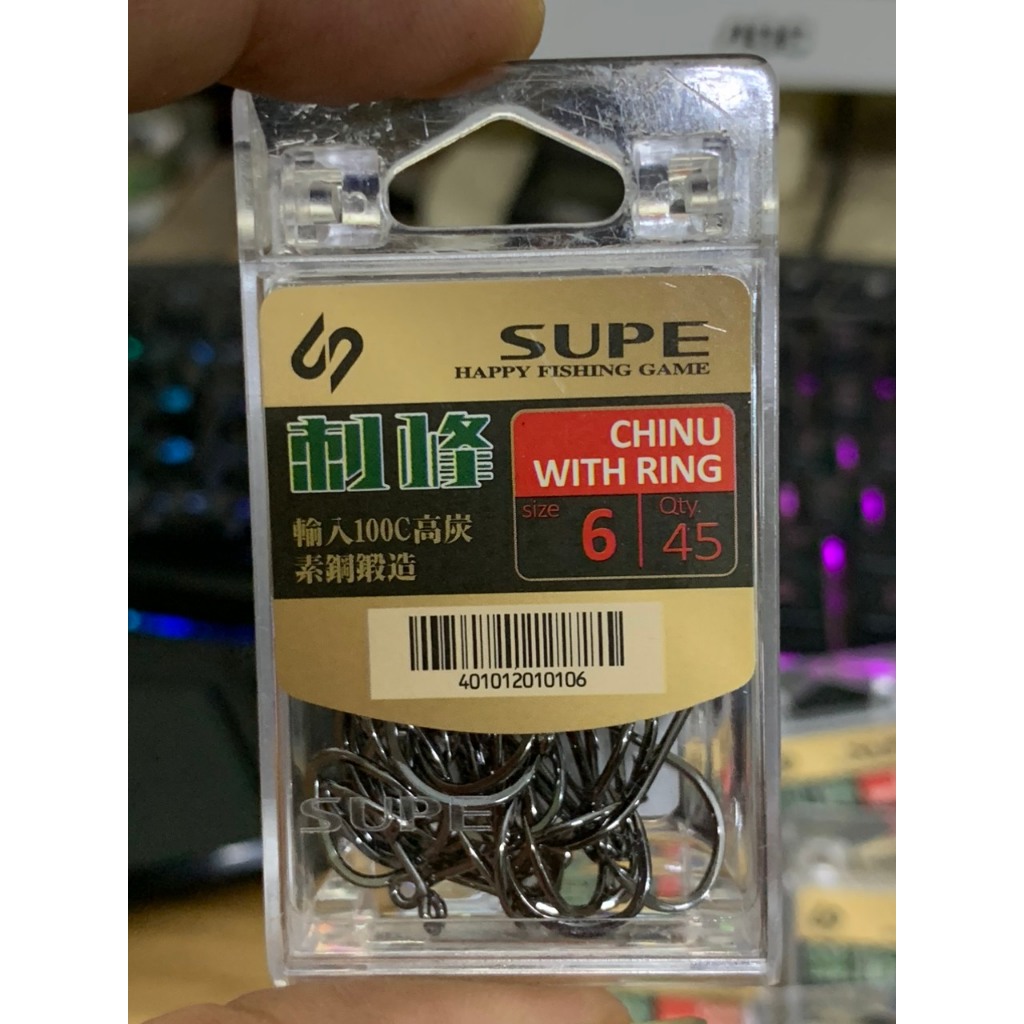 SUPE
HAPPY FISHING GAME
刺修
CHINU
WITH RING
size 6
Qty. 45
輸入100C高炭
素鋼鍛造
401012010106
SUPE